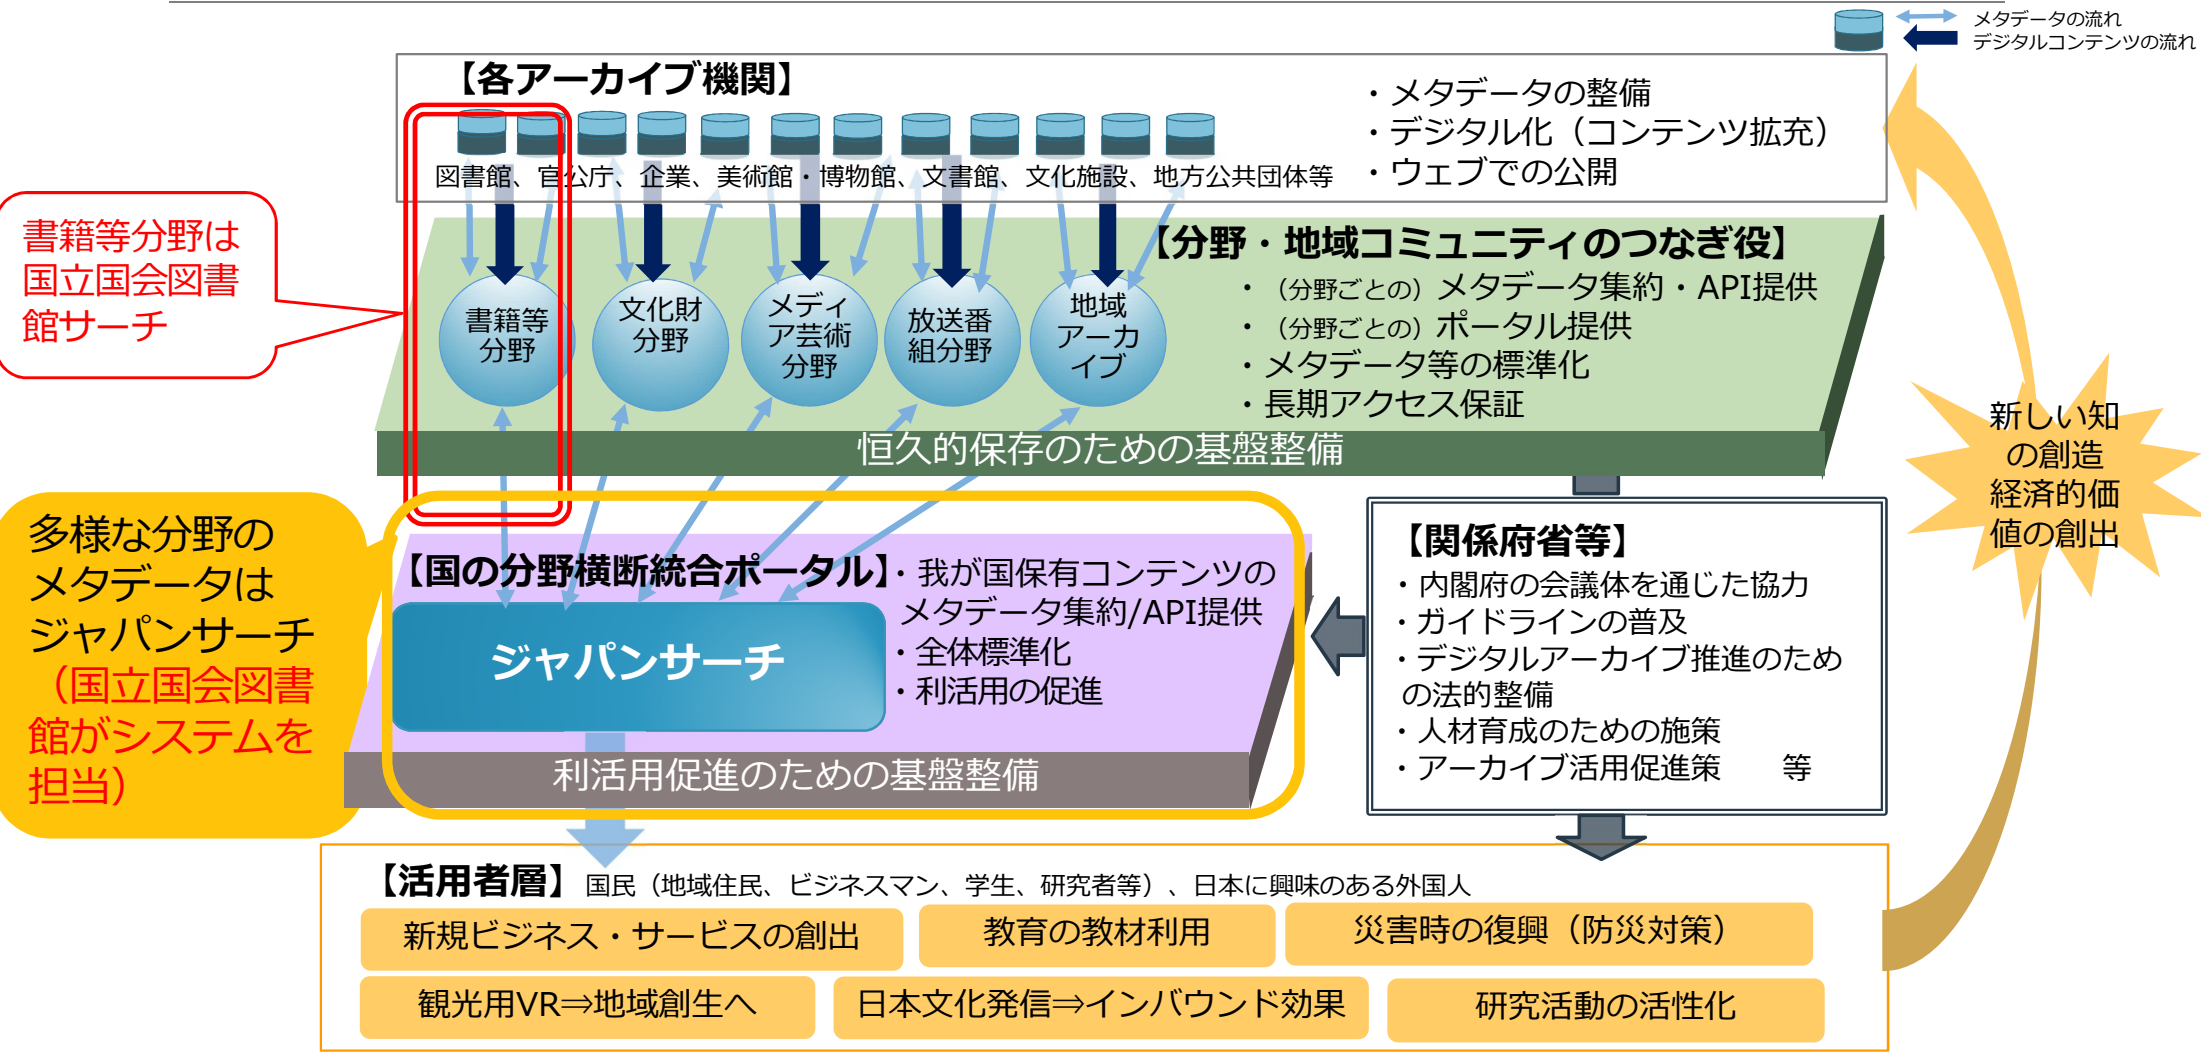 メタデータの流れ
デジタルコンテンツの流れ
【各アーカイブ機関】
・メタデータの整備
・デジタル化（コンテンツ拡充）
・ウェブでの公開
図書館、官公庁、企業、美術館・博物館、文書館、文化施設、地方公共団体等
書籍等分野は
国立国会図書
館サーチ
【分野・地域コミュニティのつなぎ役】
・（分野ごとの）メタデータ集約・API提供
・（分野ごとの）ポータル提供
・メタデータ等の標準化
・長期アクセス保証
書籍等
分野
文化財
分野
メディ
ア芸術
分野
放送番
組分野
地域
アーカ
イブ
恒久的保存のための基盤整備
新しい知
の創造
経済的価
値の創出
多様な分野の
メタデータは
ジャパンサーチ
（国立国会図書
館がシステムを
担当）
【国の分野横断統合ポータル】
・我が国保有コンテンツの
メタデータ集約/API提供
・全体標準化
・利活用の促進
ジャパンサーチ
利活用促進のための基盤整備
【関係府省等】
・内閣府の会議体を通じた協力
・ガイドラインの普及
・デジタルアーカイブ推進のため
の法的整備
・人材育成のための施策
・アーカイブ活用促進策　　等
【活用者層】国民（地域住民、ビジネスマン、学生、研究者等）、日本に興味のある外国人
新規ビジネス・サービスの創出
教育の教材利用
災害時の復興（防災対策）
観光用VR⇒地域創生へ
日本文化発信⇒インバウンド効果
研究活動の活性化